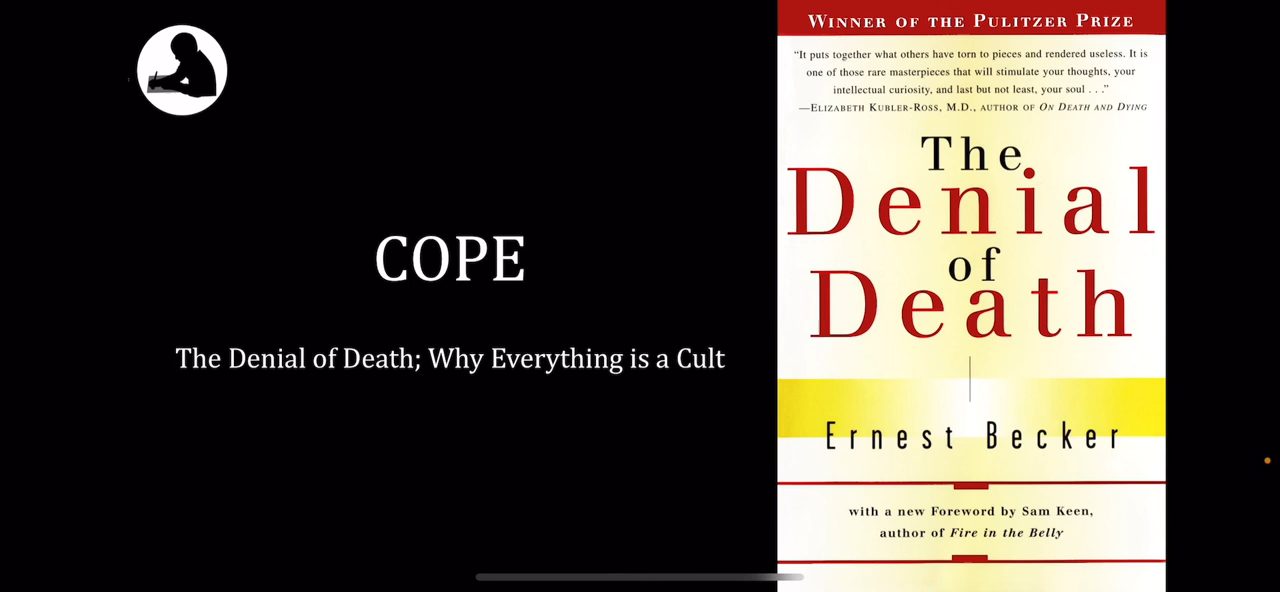 COPE
The Denial of Death; Why Everything is a Cult
WINNER OF THE PULITZER PRIZE
“It puts together what others have torn to pieces and rendered useless. It is
one of those rare masterpieces that will stimulate your thoughts, your
intellectual curiosity, and last but not least, your soul . . .”
—ELIZABETH KUBLER-ROSS, M.D., AUTHOR OF On Death and Dying
The
Denial
of
Death
Ernest Becker
with a new Foreword by Sam Keen,
author of Fire in the Belly